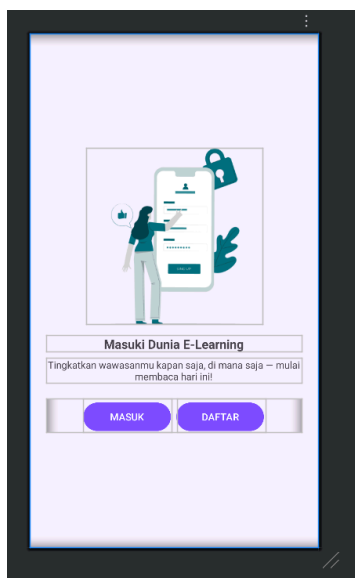 Masuki Dunia E-Learning
Tingkatkan wawasanmu kapan saja, di mana saja — mulai
membaca hari ini!
MASUK
DAFTAR